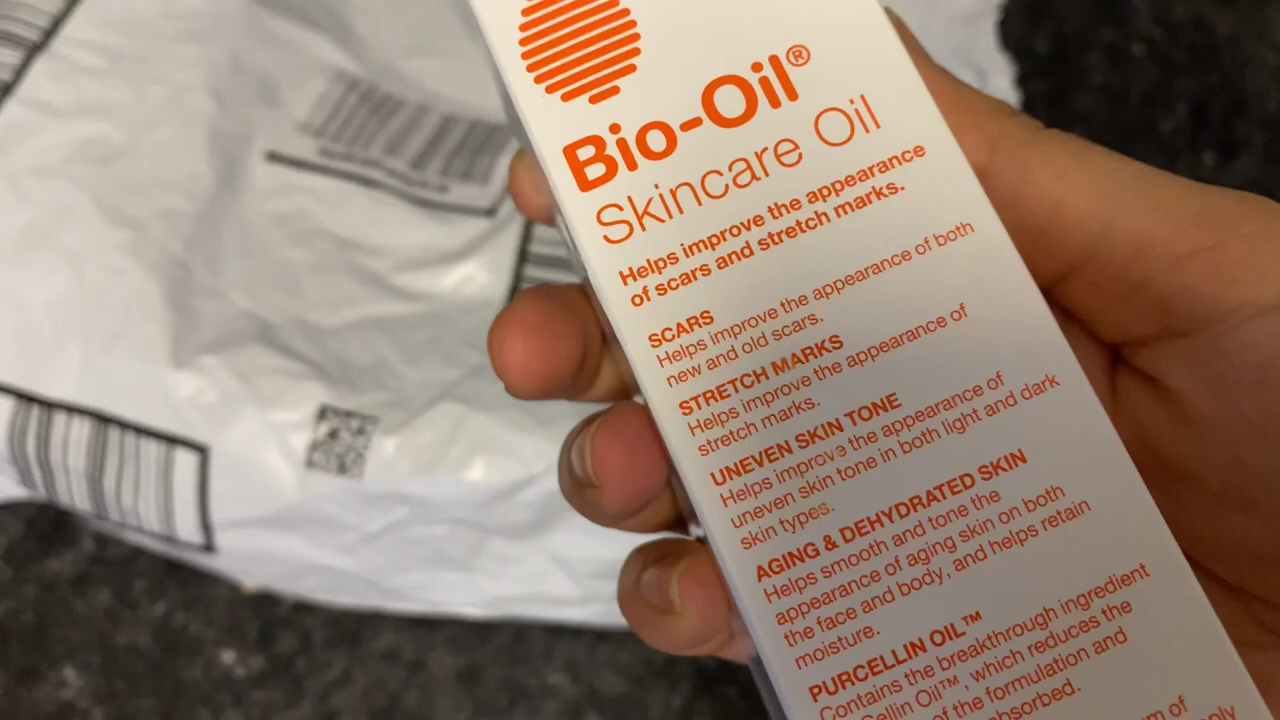 Bio-Oil®
Skincare Oil
Helps improve the appearance
of scars and stretch marks.
SCARS
Helps improve the appearance of both
new and old scars.
STRETCH MARKS
Helps improve the appearance of
stretch marks.
UNEVEN SKIN TONE
Helps improve the appearance of
uneven skin tone in both light and dark
skin types.
AGING & DEHYDRATED SKIN
Helps smooth and tone the
appearance of aging skin on both
the face and body, and helps retain
moisture.
PURCELLIN OIL™
Contains the breakthrough ingredient
Oil™, which reduces the
of the formulation and
absorbed.
of